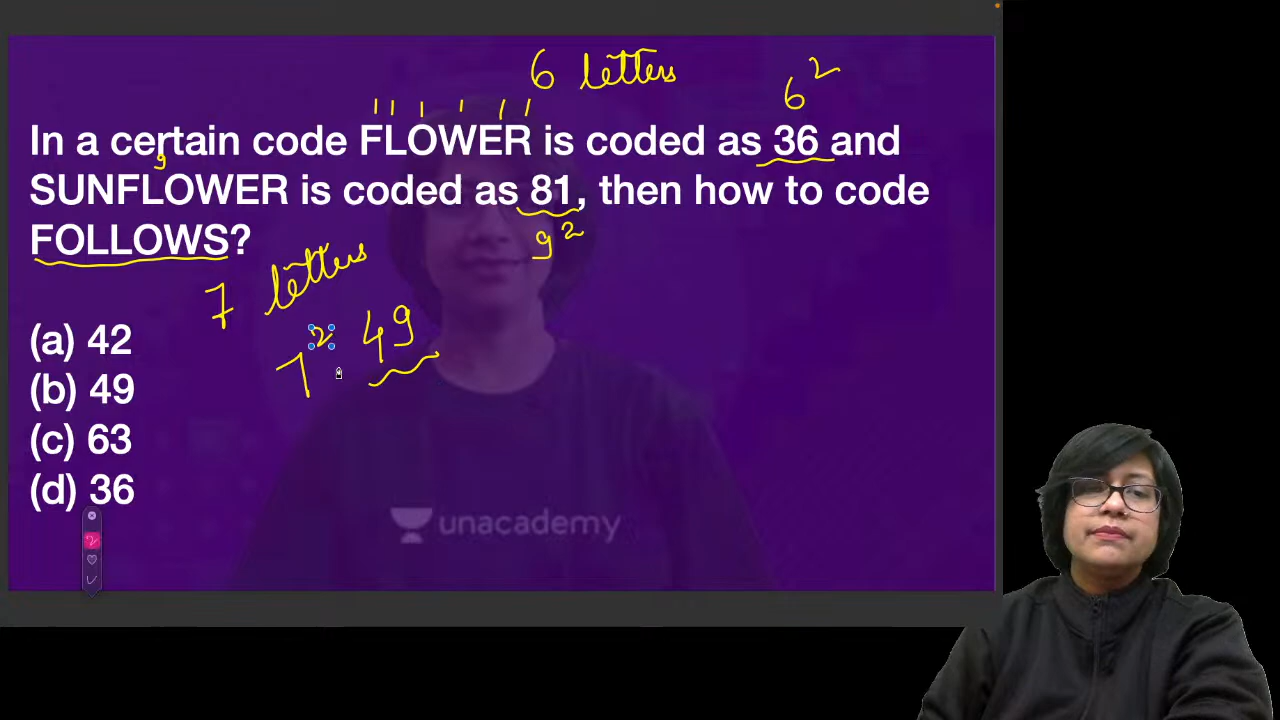 6 letters
6²
In a certain code FLOWER is coded as 36 and
9
SUNFLOWER is coded as 81, then how to code
9²
FOLLOWS?
7 letters
7² 49
(a) 42
(b) 49
(c) 63
(d) 36
unacademy